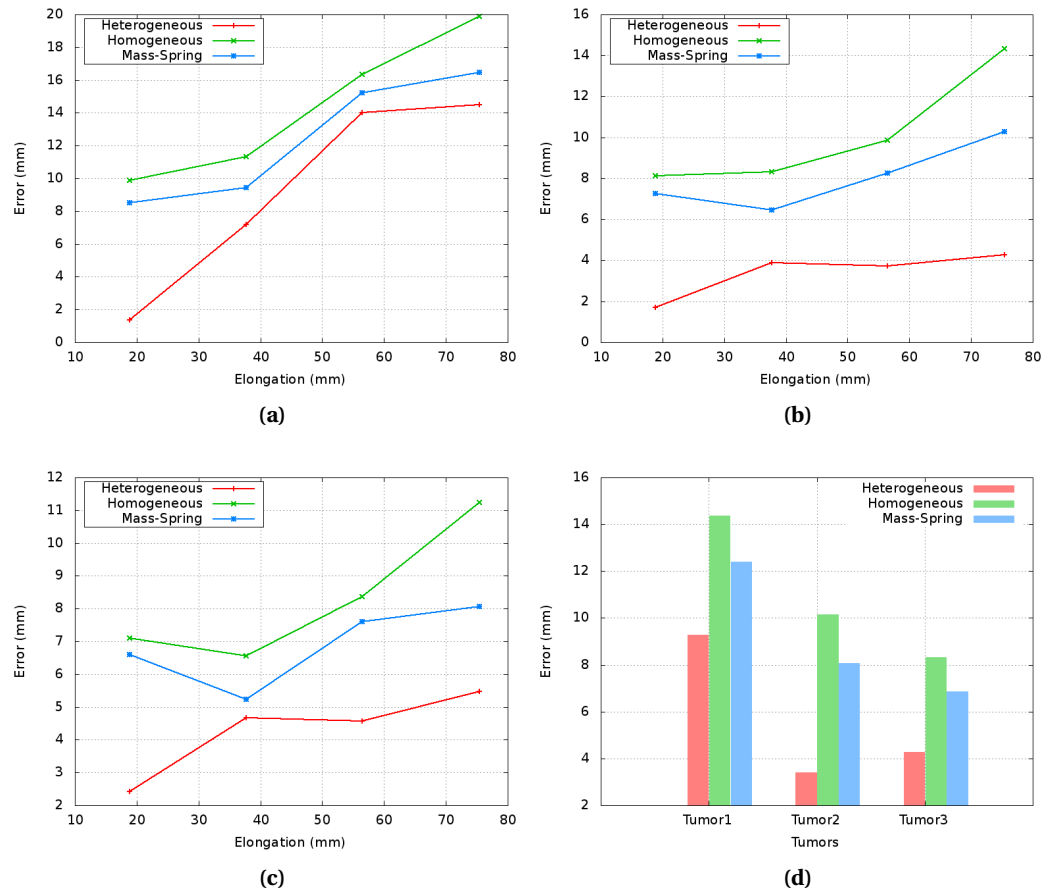 Heterogeneous
Homogeneous
Mass-Spring
20
18
16
14
12
10
8
6
4
2
0
Error (mm)
10 20 30 40 50 60 70 80
Elongation (mm)
(a)
Heterogeneous
Homogeneous
Mass-Spring
16
14
12
10
8
6
4
2
0
Error (mm)
10 20 30 40 50 60 70 80
Elongation (mm)
(b)
Heterogeneous
Homogeneous
Mass-Spring
12
11
10
9
8
7
6
5
4
3
2
Error (mm)
10 20 30 40 50 60 70 80
Elongation (mm)
(c)
Heterogeneous
Homogeneous
Mass-Spring
16
14
12
10
8
6
4
2
Error (mm)
Tumor1 Tumor2 Tumor3
Tumors
(d)